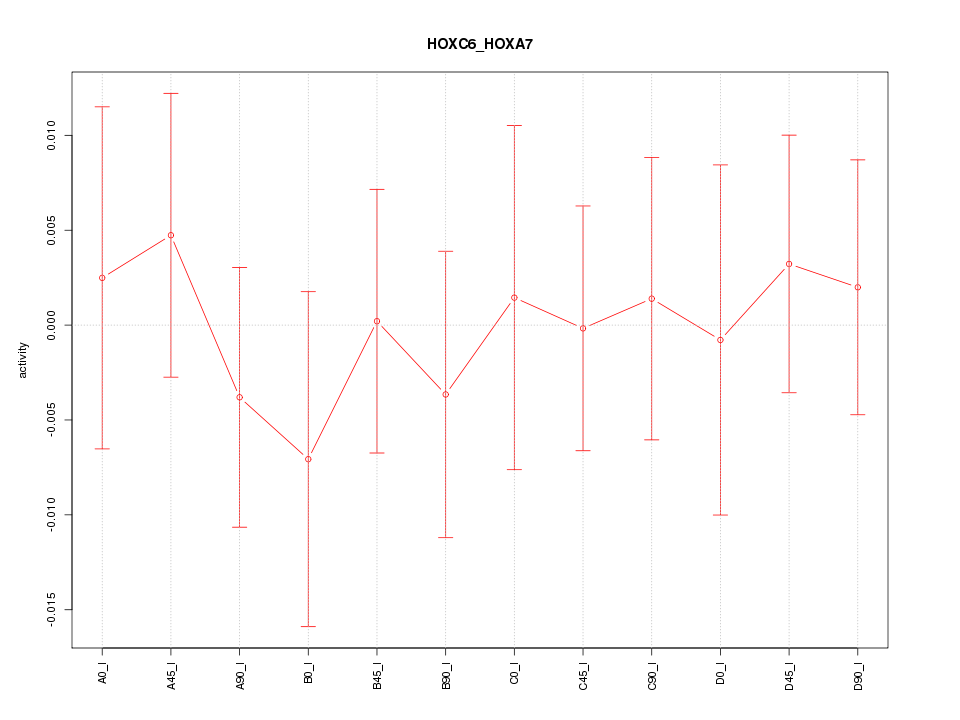 HOXC6_HOXA7
activity
0.010
0.005
0.000
-0.005
-0.010
-0.015
A0_I
A45_I
A90_I
B0_I
B45_I
B90_I
C0_I
C45_I
C90_I
D0_I
D45_I
D90_I